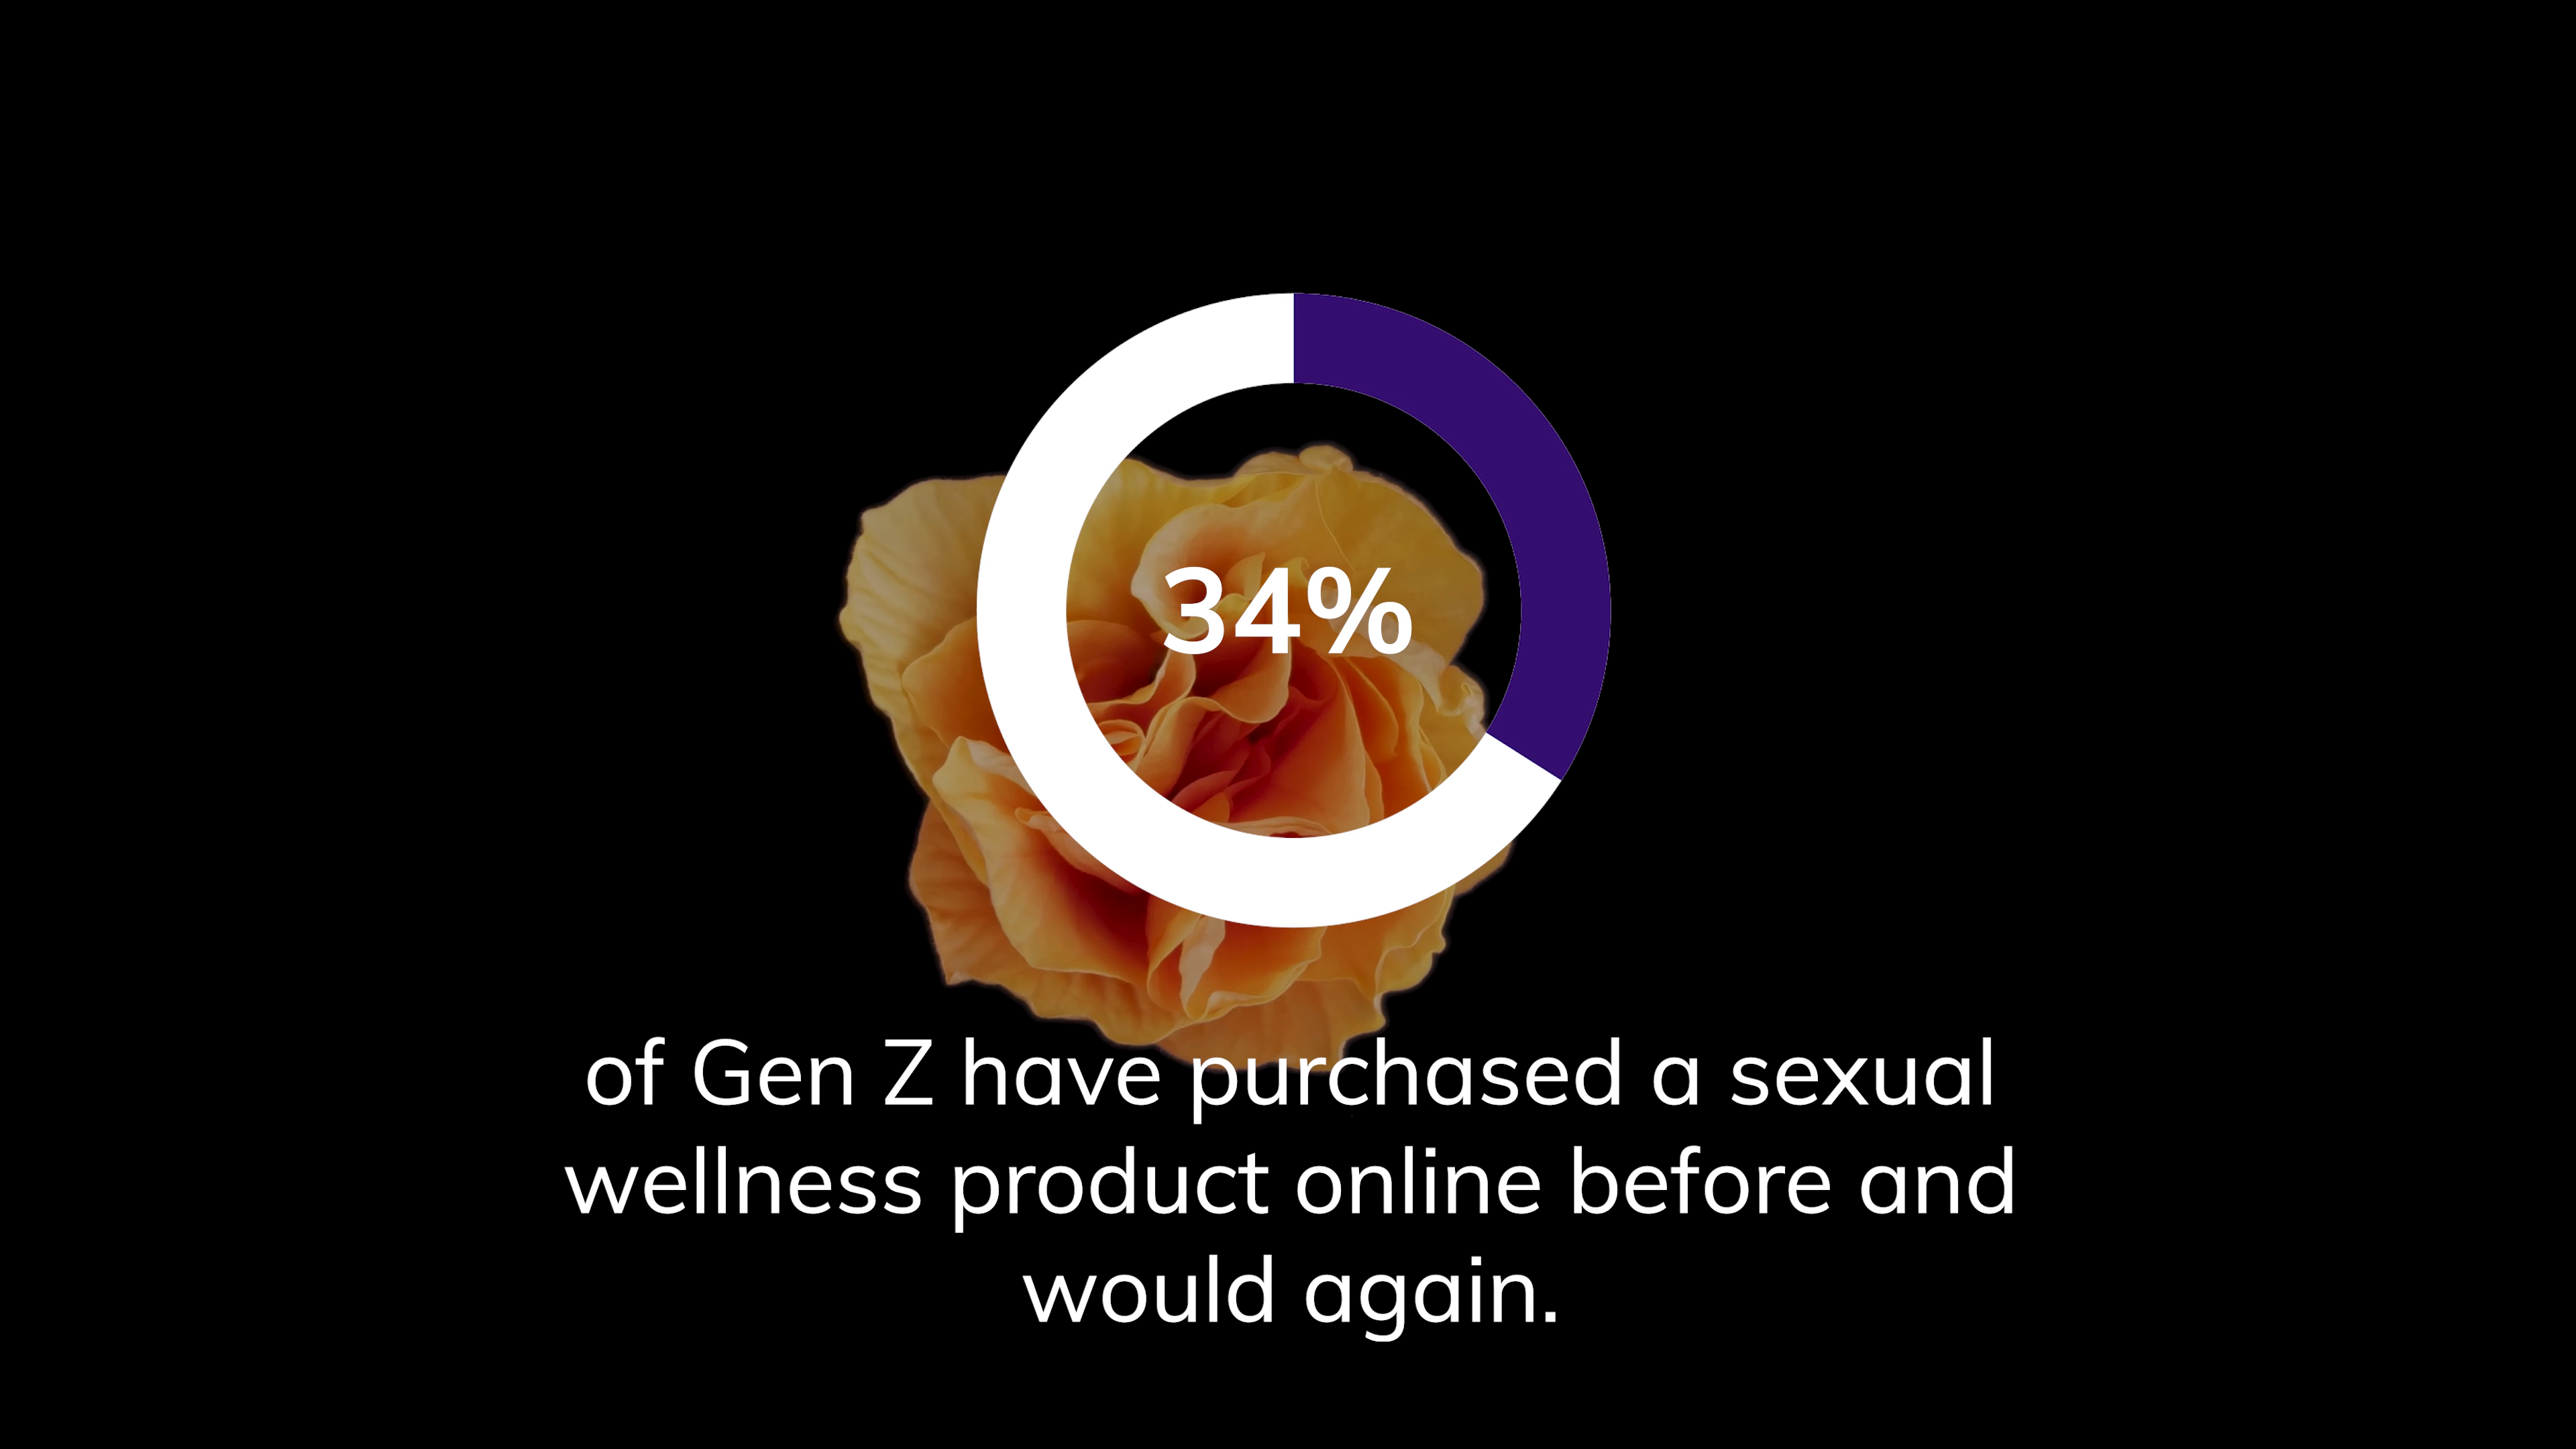 34%
of Gen Z have purchased a sexual
wellness product online before and
would again.